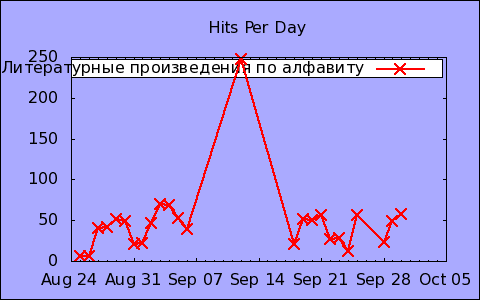 Hits Per Day
250
Литературные произведения по алфавиту
200
150
100
50
0
Aug 24 Aug 31 Sep 07 Sep 14 Sep 21 Sep 28 Oct 05